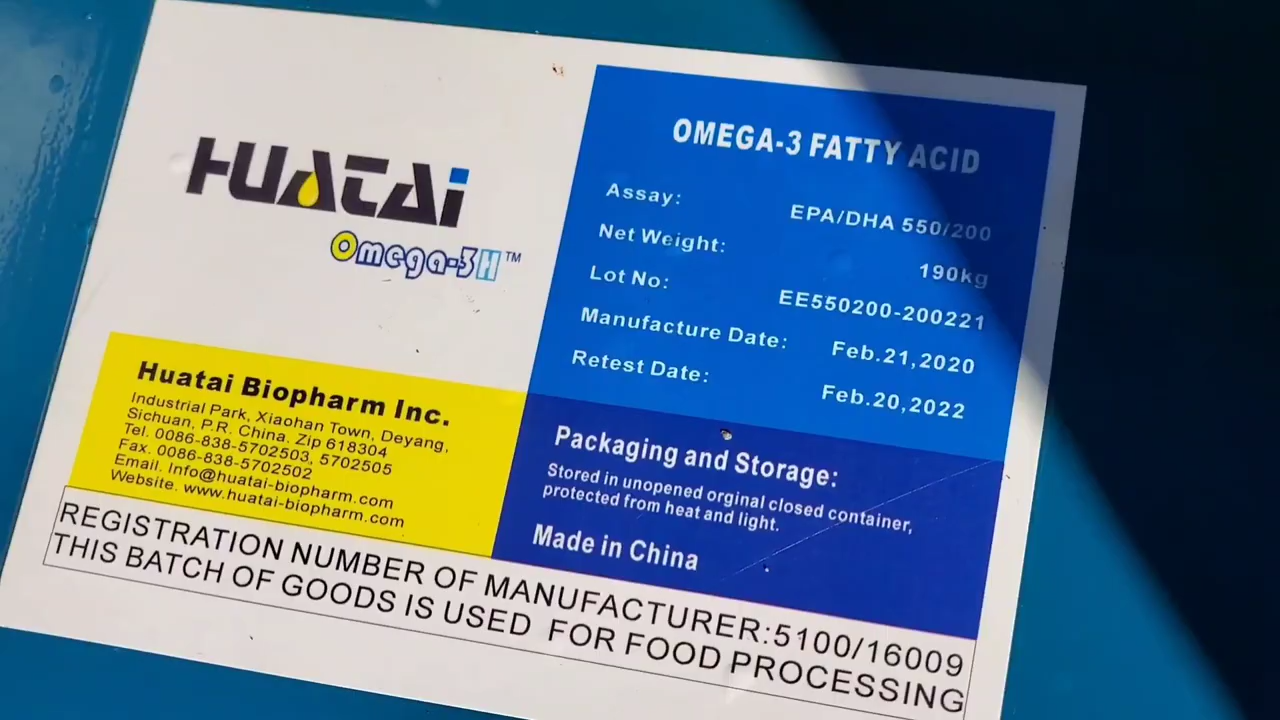 HUATAi
Omega-3H™
OMEGA-3 FATTY ACID
Assay: EPA/DHA 550/200
Net Weight: 190kg
Lot No: EE550200-200221
Manufacture Date: Feb.21,2020
Retest Date: Feb.20,2022
Huatai Biopharm Inc.
Industrial Park, Xiaohan Town, Deyang,
Sichuan, P.R. China. Zip 618304
Tel. 0086-838-5702503, 5702505
Fax. 0086-838-5702502
Email. Info@huatai-biopharm.com
Website. www.huatai-biopharm.com
Packaging and Storage:
Stored in unopened orginal closed container,
protected from heat and light.
Made in China
REGISTRATION NUMBER OF MANUFACTURER:5100/16009
THIS BATCH OF GOODS IS USED FOR FOOD PROCESSING